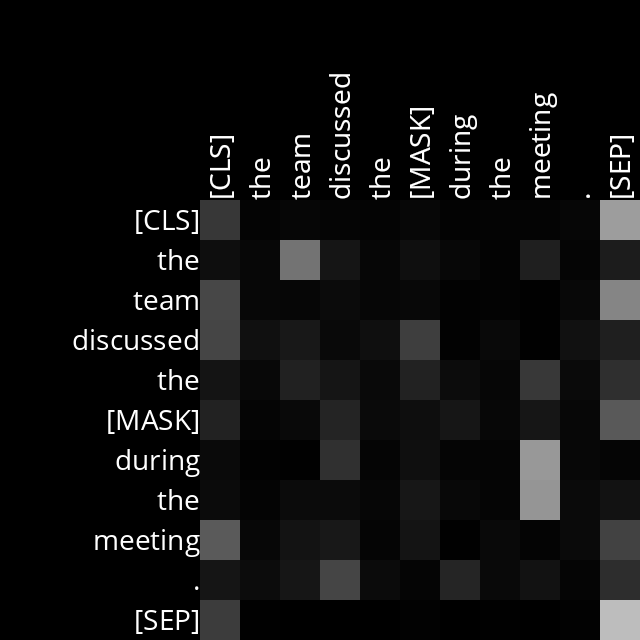 [CLS] the team discussed the [MASK] during the meeting . [SEP]
[CLS]
the
team
discussed
the
[MASK]
during
the
meeting
.
[SEP]